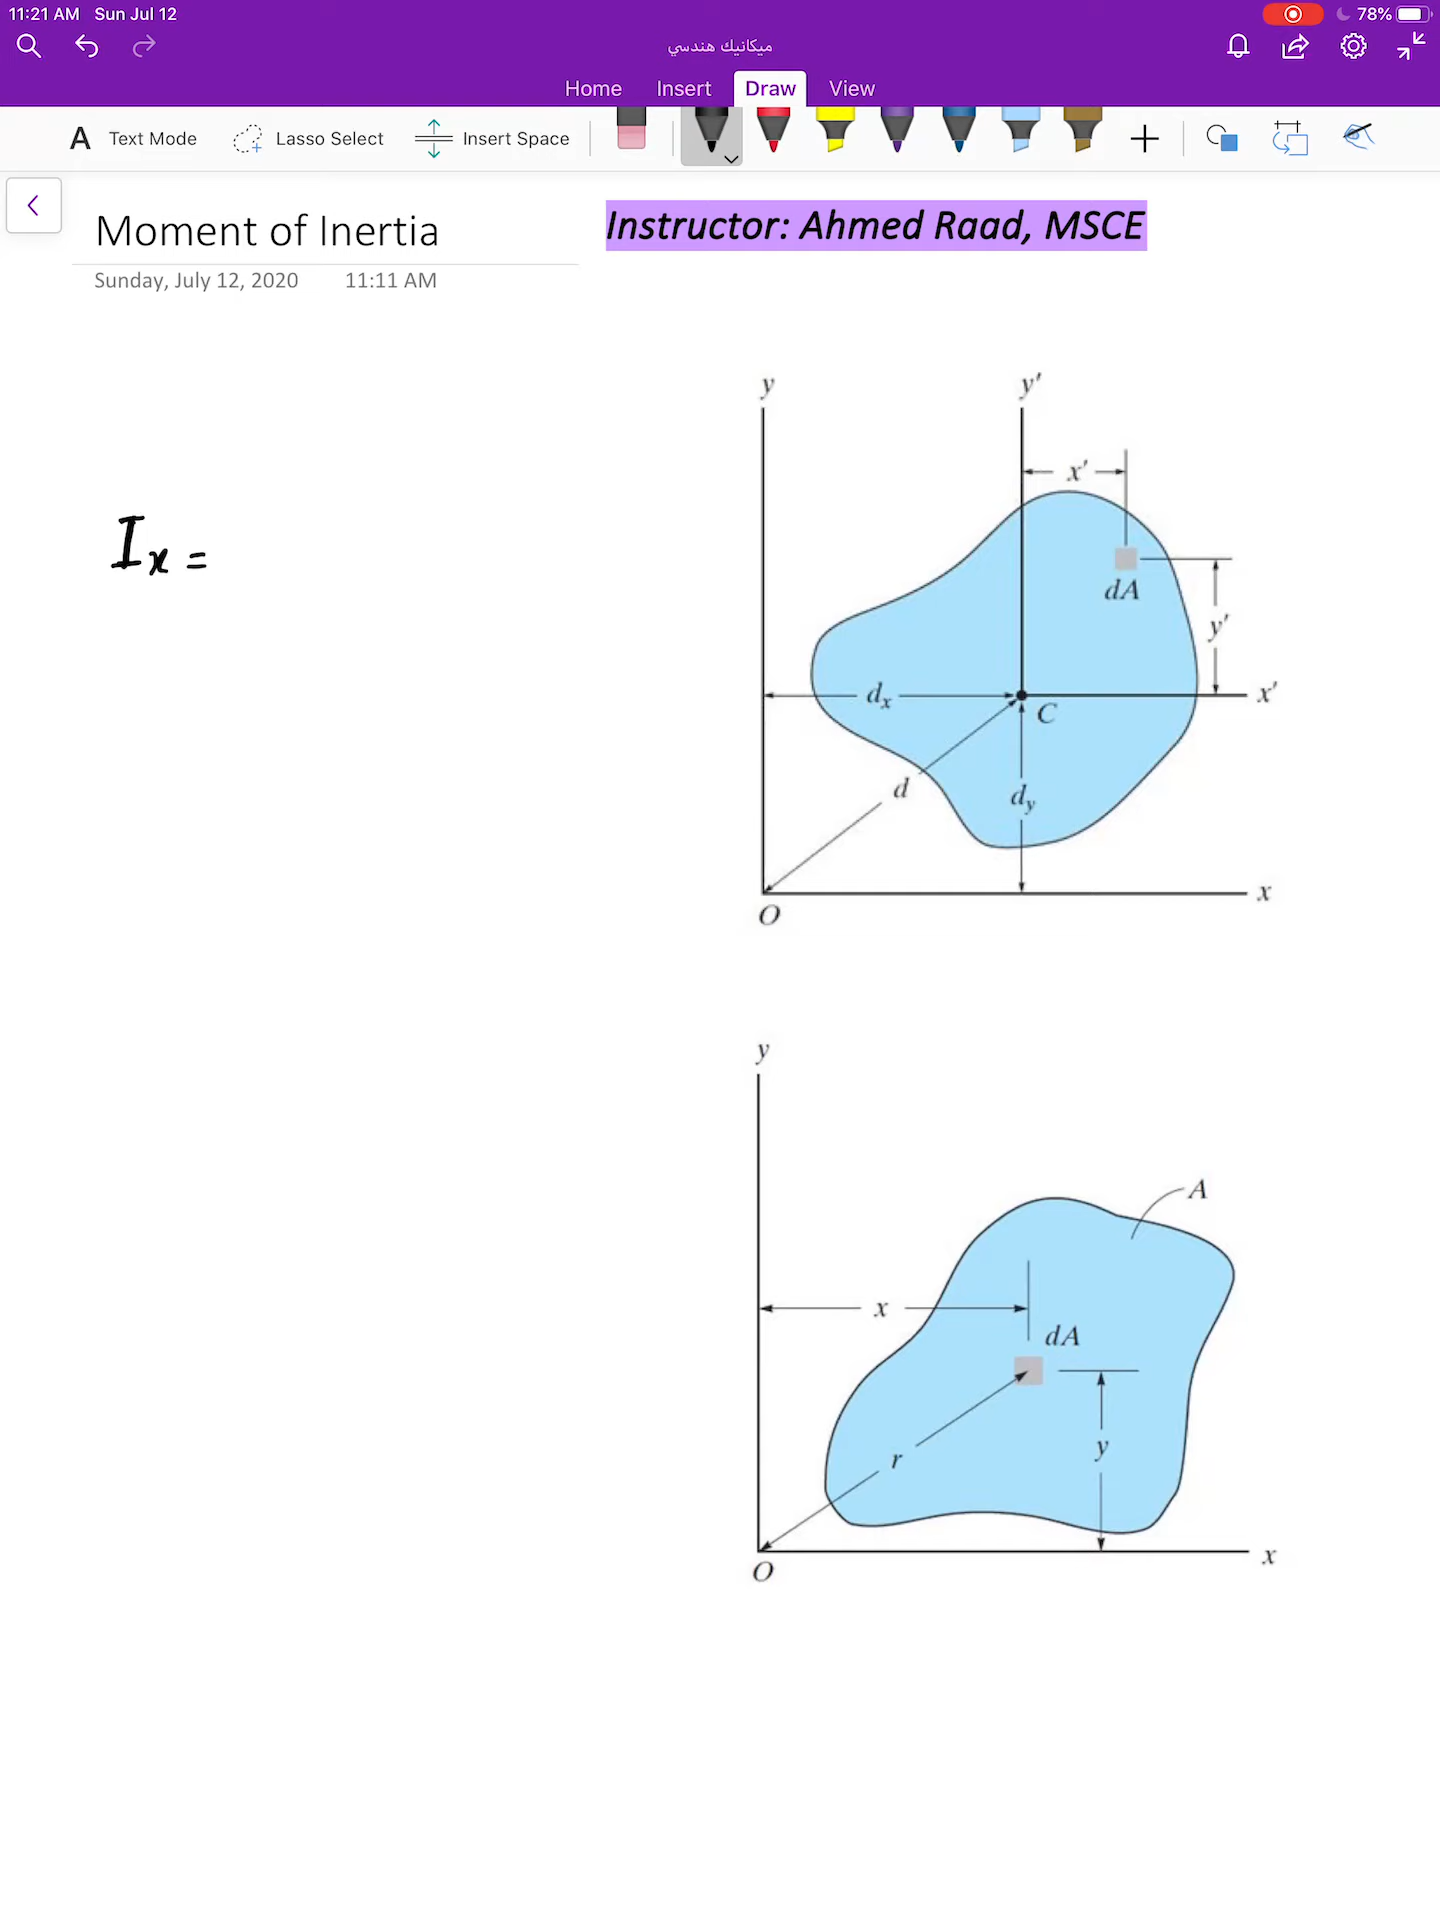 11:21 AM Sun Jul 12
78%
ميكانيك هندسي
Home Insert Draw View
A Text Mode Lasso Select Insert Space
Moment of Inertia
Instructor: Ahmed Raad, MSCE
Sunday, July 12, 2020 11:11 AM
y y'
x'
Ix =
dA
y'
dx x'
C
d dy
x
O
y
A
x
dA
r y
x
O